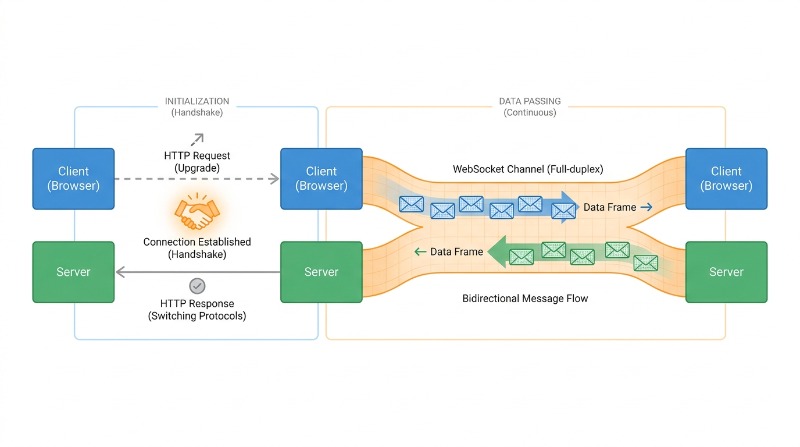 INITIALIZATION
(Handshake)
DATA PASSING
(Continuous)
HTTP Request
(Upgrade)
Client
(Browser)
Client
(Browser)
WebSocket Channel (Full-duplex)
Client
(Browser)
Data Frame →
Connection Established
(Handshake)
← Data Frame
Server
Server
Server
HTTP Response
(Switching Protocols)
Bidirectional Message Flow